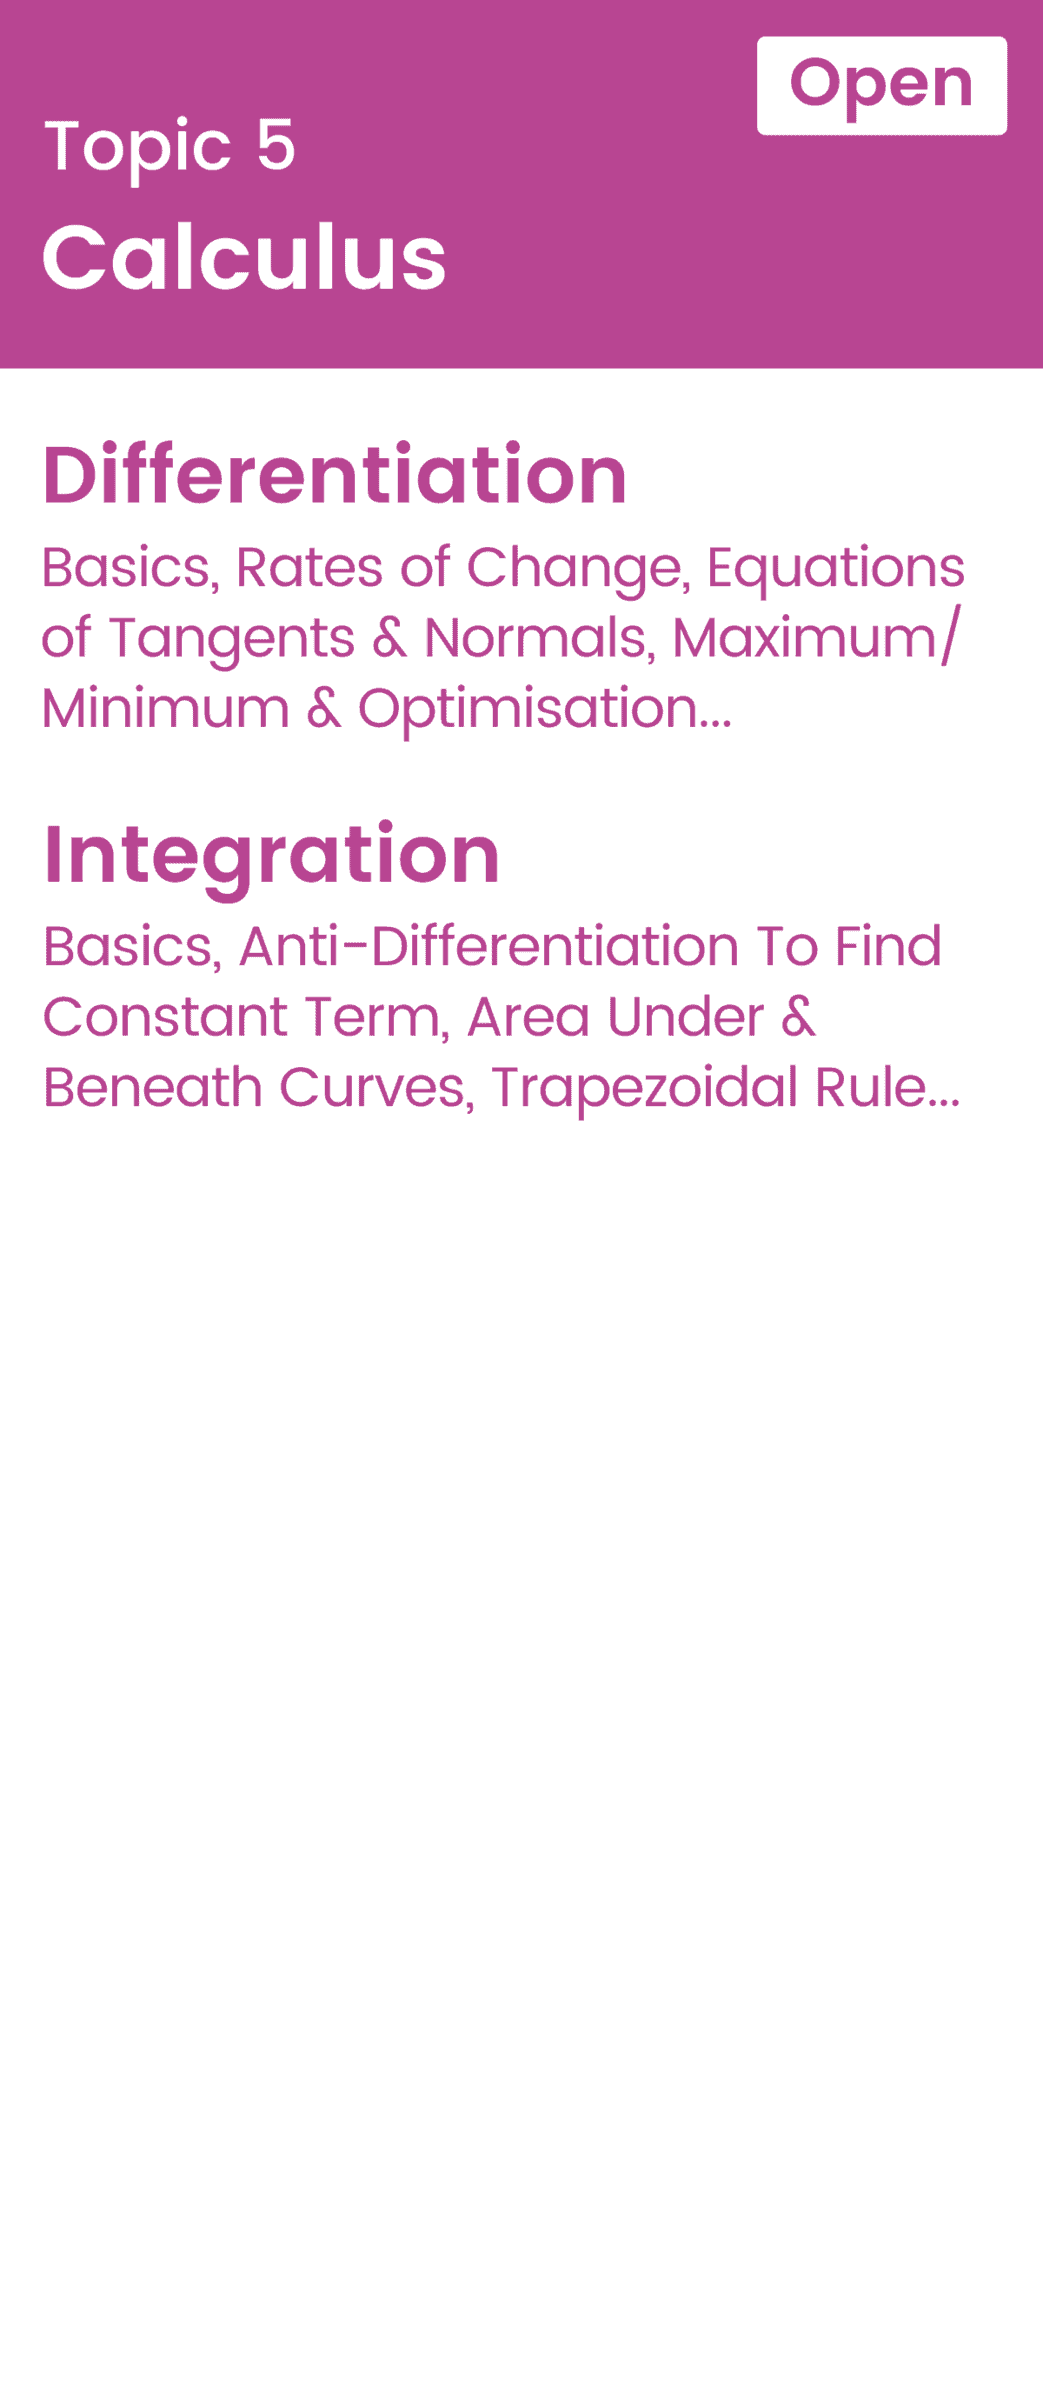 Open
Topic 5
Calculus
Differentiation
Basics, Rates of Change, Equations
of Tangents & Normals, Maximum/
Minimum & Optimisation...
Integration
Basics, Anti-Differentiation To Find
Constant Term, Area Under &
Beneath Curves, Trapezoidal Rule...